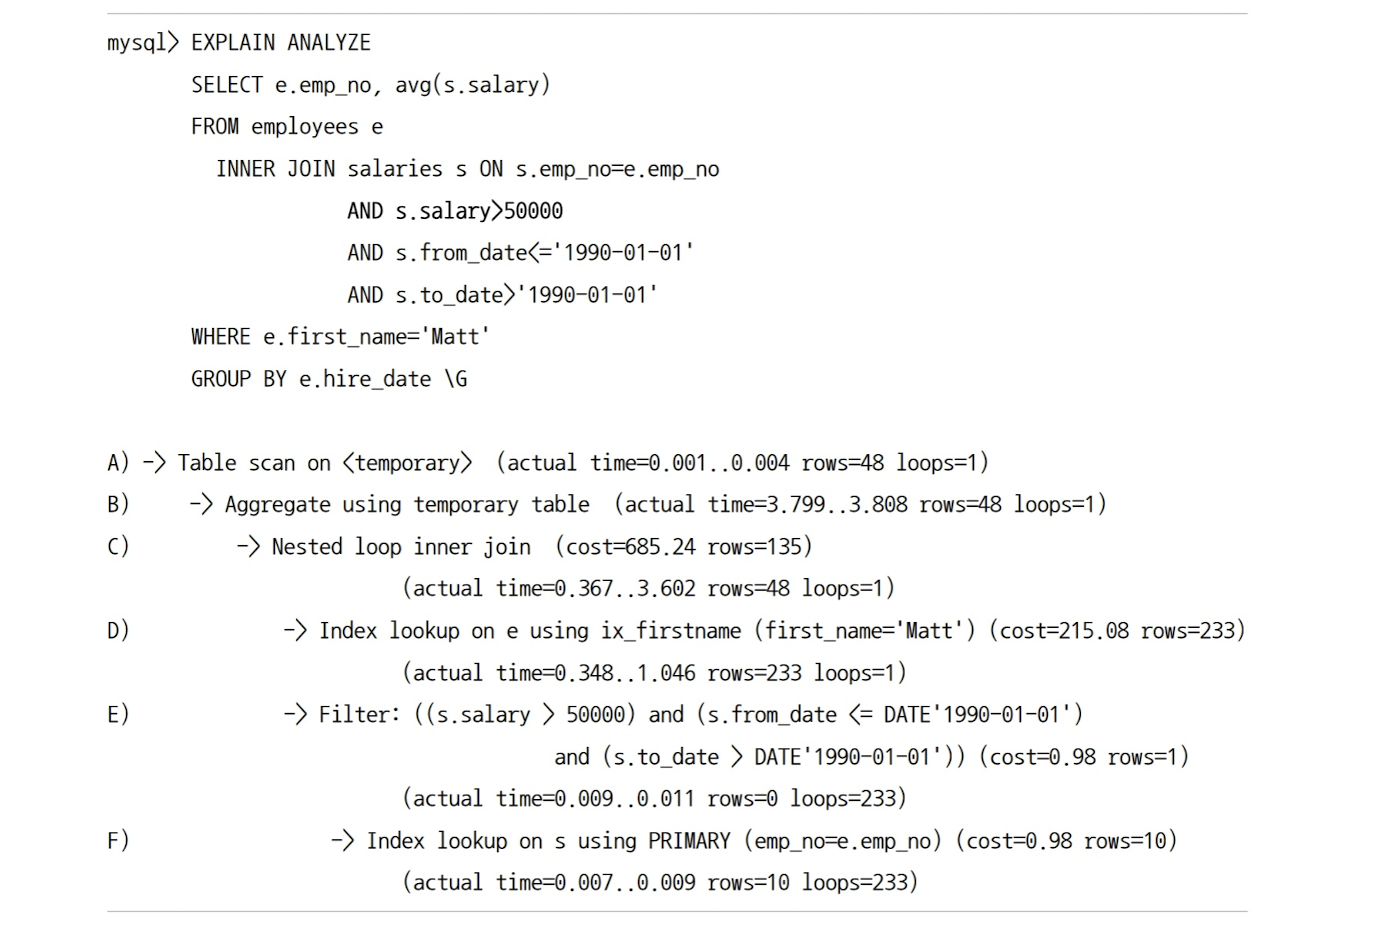 mysql> EXPLAIN ANALYZE
SELECT e.emp_no, avg(s.salary)
FROM employees e
INNER JOIN salaries s ON s.emp_no=e.emp_no
AND s.salary>50000
AND s.from_date<='1990-01-01'
AND s.to_date>'1990-01-01'
WHERE e.first_name='Matt'
GROUP BY e.hire_date \G
A) -> Table scan on <temporary> (actual time=0.001..0.004 rows=48 loops=1)
B) -> Aggregate using temporary table (actual time=3.799..3.808 rows=48 loops=1)
C) -> Nested loop inner join (cost=685.24 rows=135)
(actual time=0.367..3.602 rows=48 loops=1)
D) -> Index lookup on e using ix_firstname (first_name='Matt') (cost=215.08 rows=233)
(actual time=0.348..1.046 rows=233 loops=1)
E) -> Filter: ((s.salary > 50000) and (s.from_date <= DATE'1990-01-01')
and (s.to_date > DATE'1990-01-01')) (cost=0.98 rows=1)
(actual time=0.009..0.011 rows=0 loops=233)
F) -> Index lookup on s using PRIMARY (emp_no=e.emp_no) (cost=0.98 rows=10)
(actual time=0.007..0.009 rows=10 loops=233)